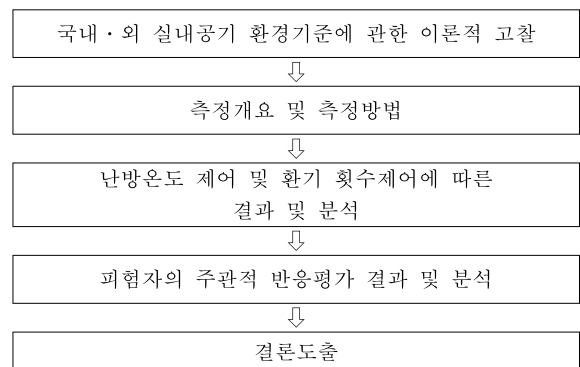 국내·외 실내공기 환경기준에 관한 이론적 고찰
측정개요 및 측정방법
난방온도 제어 및 환기 횟수제어에 따른
결과 및 분석
피험자의 주관적 반응평가 결과 및 분석
결론도출